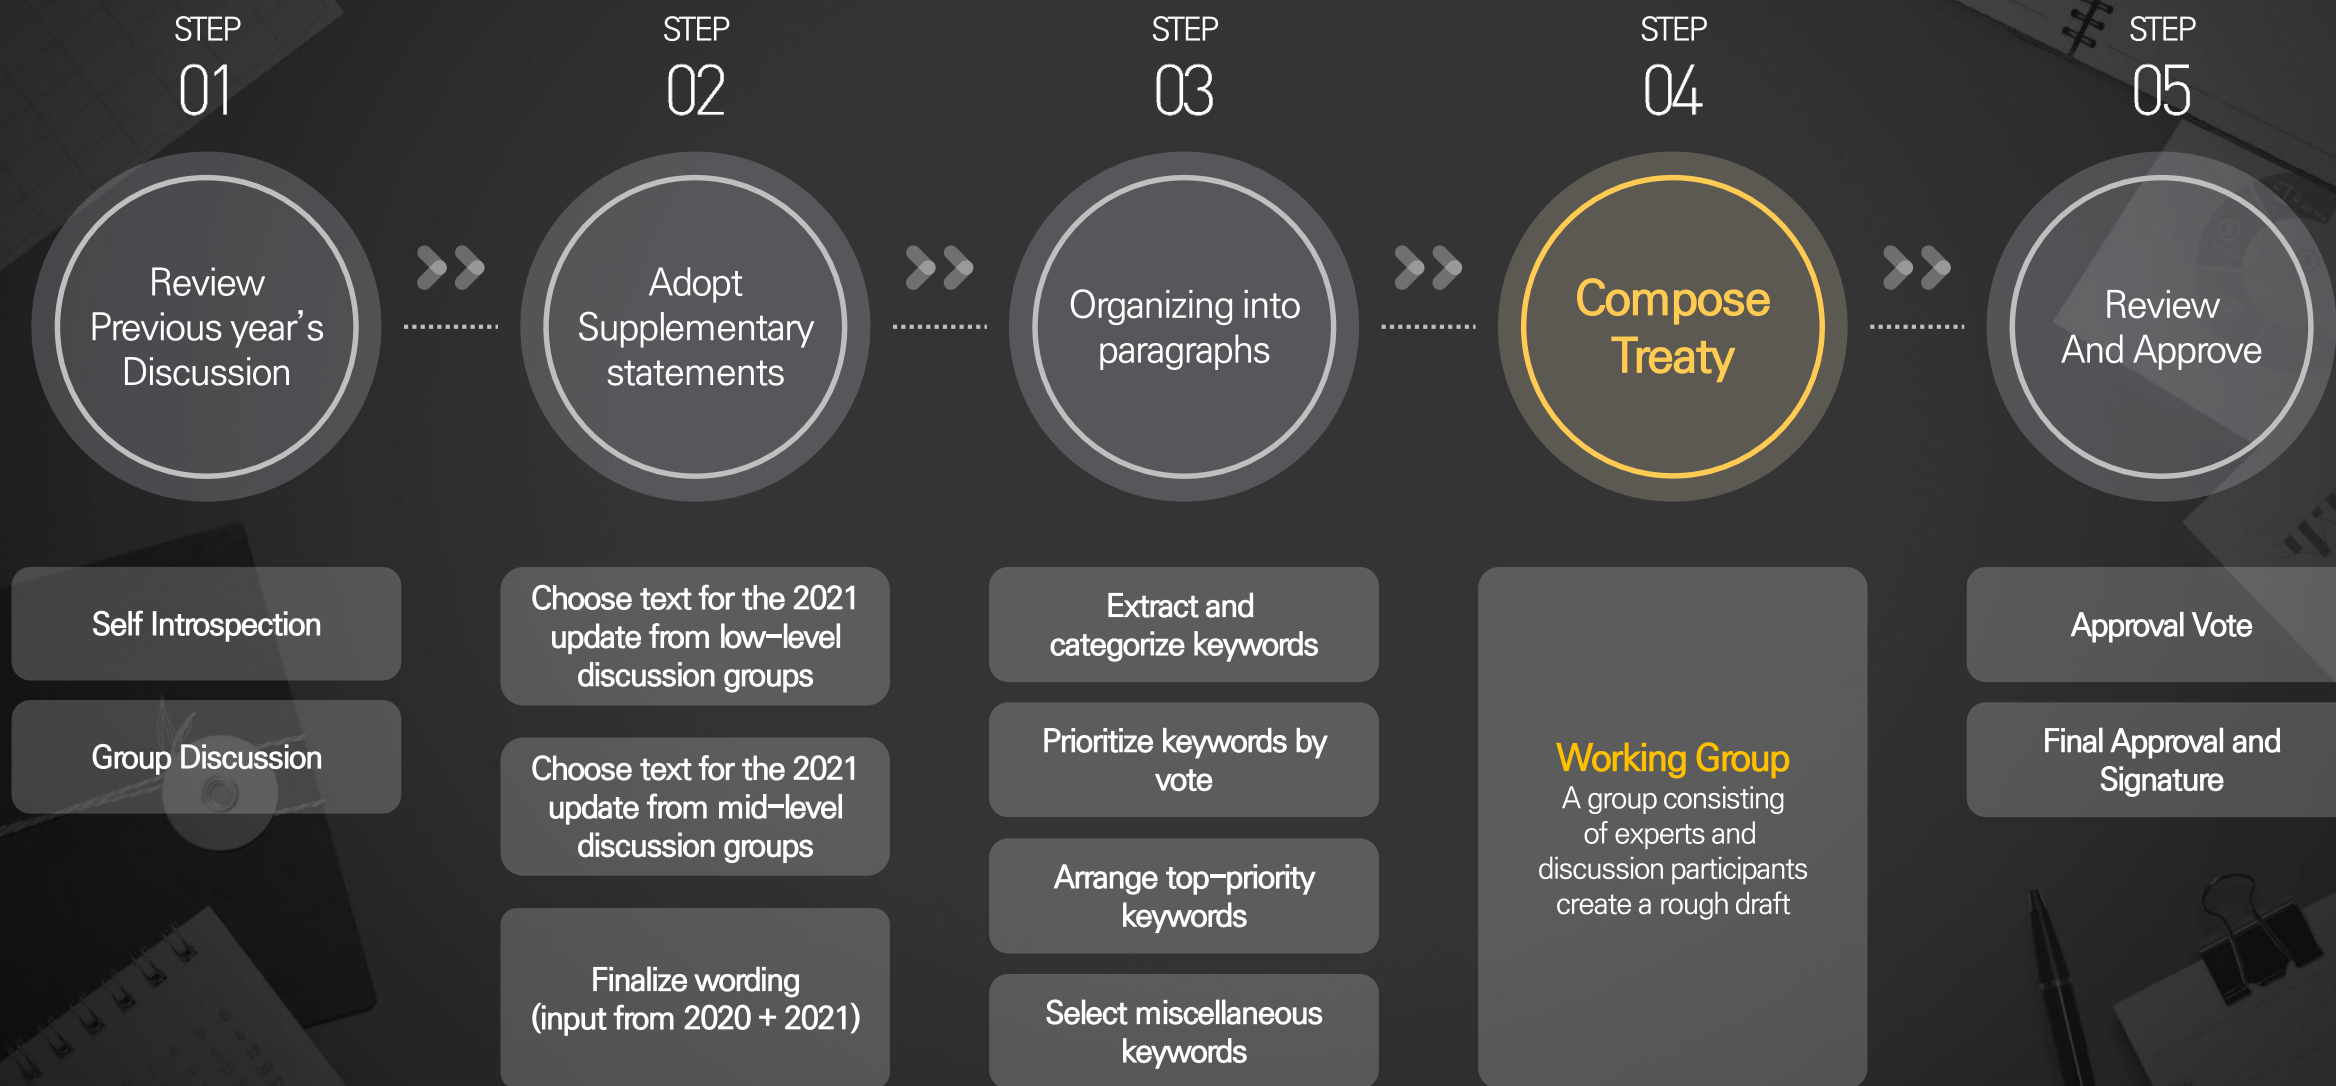 STEP
01
Review
Previous year’s
Discussion
Self Introspection
Group Discussion
STEP
02
Adopt
Supplementary
statements
Choose text for the 2021
update from low-level
discussion groups
Choose text for the 2021
update from mid-level
discussion groups
Finalize wording
(input from 2020 + 2021)
STEP
03
Organizing into
paragraphs
Extract and
categorize keywords
Prioritize keywords by
vote
Arrange top-priority
keywords
Select miscellaneous
keywords
STEP
04
Compose
Treaty
Working Group
A group consisting
of experts and
discussion participants
create a rough draft
STEP
05
Review
And Approve
Approval Vote
Final Approval and
Signature